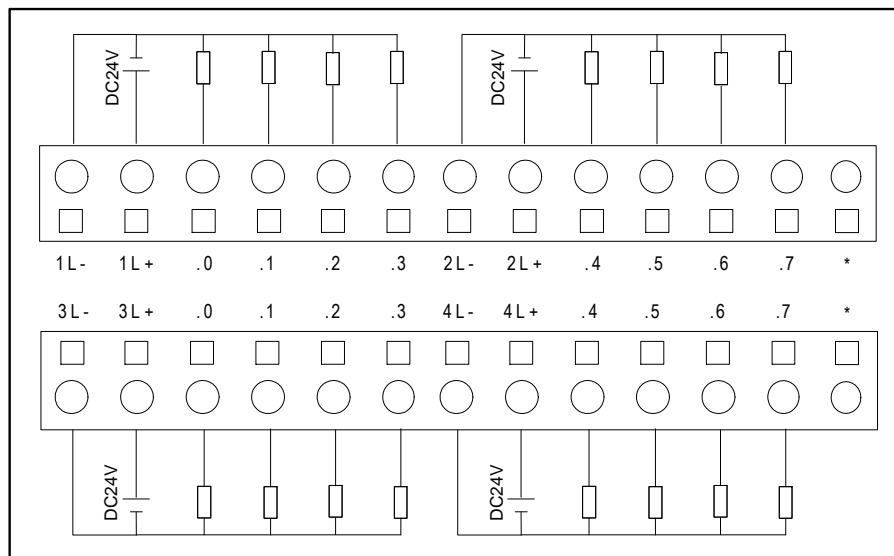 DC24V DC24V
1L- 1L+ .0 .1 .2 .3 2L- 2L+ .4 .5 .6 .7 *
3L- 3L+ .0 .1 .2 .3 4L- 4L+ .4 .5 .6 .7 *
DC24V DC24V